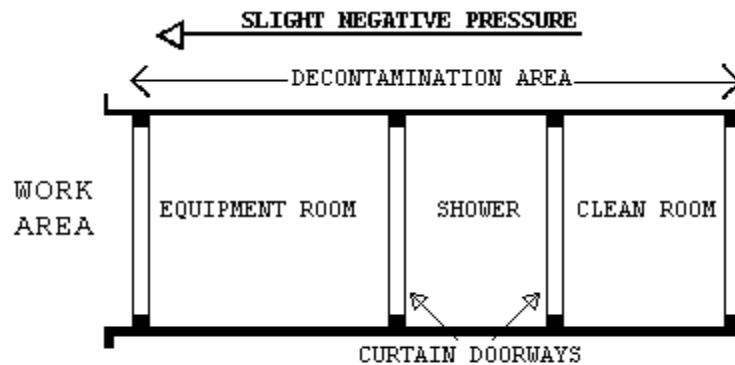 SLIGHT NEGATIVE PRESSURE
DECONTAMINATION AREA
WORK
AREA
EQUIPMENT ROOM
SHOWER
CLEAN ROOM
CURTAIN DOORWAYS